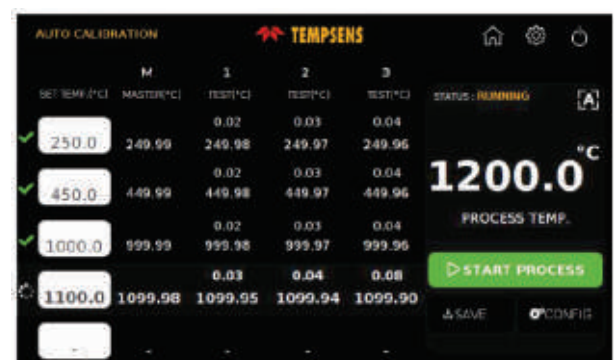 AUTO CALIBRATION
TEMPSENS
M 1 2 3
SET TEMP.(°C) MASTER(°C) TEST(°C) TEST(°C) TEST(°C)
STATUS : RUNNING
[A]
0.02 0.03 0.04
250.0 249.99 249.98 249.97 249.96
0.02 0.03 0.04
450.0 449.99 449.98 449.97 449.96
1200.0 °C
PROCESS TEMP.
0.02 0.03 0.04
1000.0 999.99 999.98 999.97 999.96
START PROCESS
0.03 0.04 0.08
1100.0 1099.98 1099.95 1099.94 1099.90
SAVE CONFIG
- - - - -